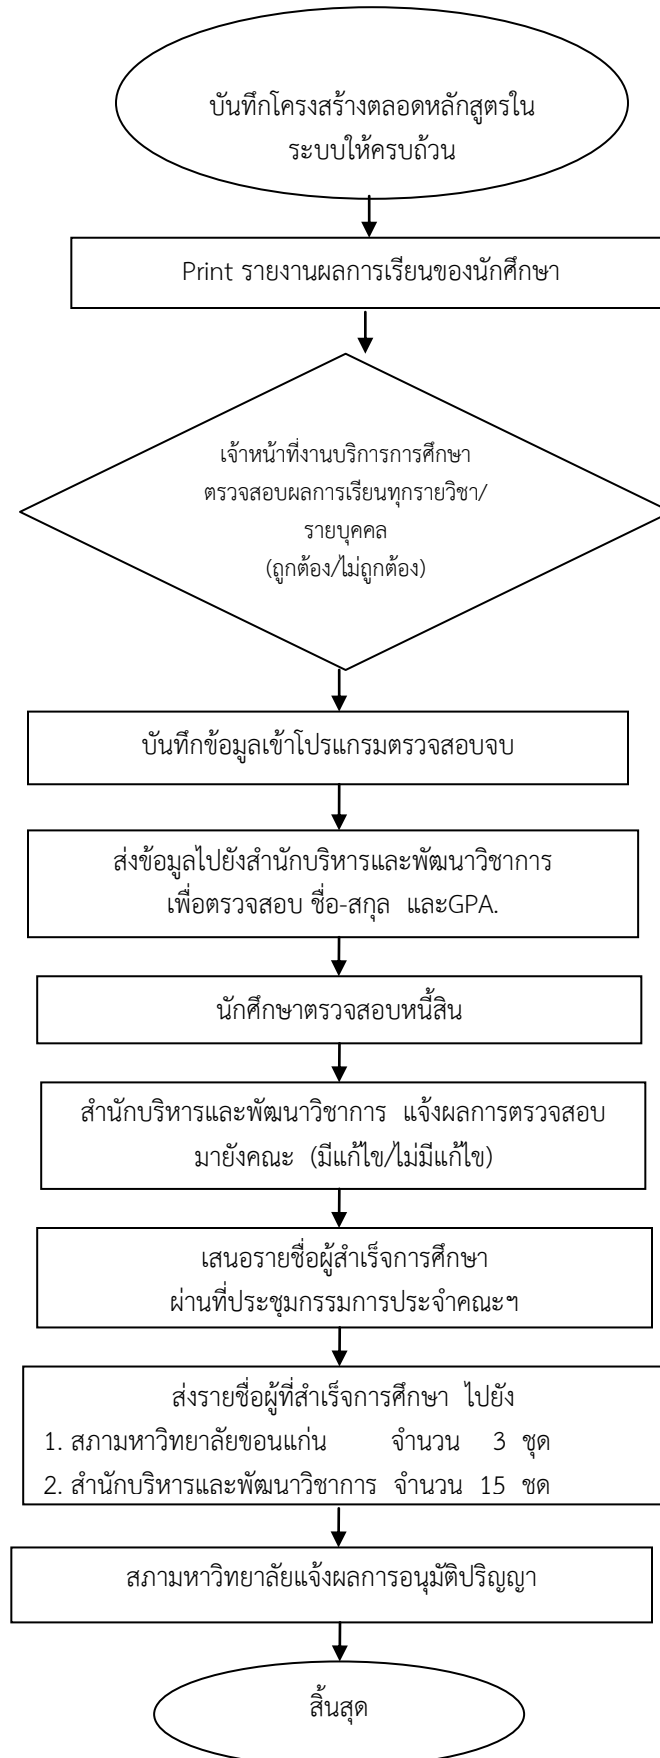 บันทึกโครงสร้างตลอดหลักสูตรใน
ระบบให้ครบถ้วน
Print รายงานผลการเรียนของนักศึกษา
เจ้าหน้าที่งานบริการการศึกษา
ตรวจสอบผลการเรียนทุกรายวิชา/
รายบุคคล
(ถูกต้อง/ไม่ถูกต้อง)
บันทึกข้อมูลเข้าโปรแกรมตรวจสอบจบ
ส่งข้อมูลไปยังสำนักบริหารและพัฒนาวิชาการ
เพื่อตรวจสอบ ชื่อ-สกุล และGPA.
นักศึกษาตรวจสอบหนี้สิน
สำนักบริหารและพัฒนาวิชาการ แจ้งผลการตรวจสอบ
มายังคณะ (มีแก้ไข/ไม่มีแก้ไข)
เสนอรายชื่อผู้สำเร็จการศึกษา
ผ่านที่ประชุมกรรมการประจำคณะฯ
ส่งรายชื่อผู้ที่สำเร็จการศึกษา ไปยัง
1. สภามหาวิทยาลัยขอนแก่น จำนวน 3 ชุด
2. สำนักบริหารและพัฒนาวิชาการ จำนวน 15 ชด
สภามหาวิทยาลัยแจ้งผลการอนุมัติปริญญา
สิ้นสุด